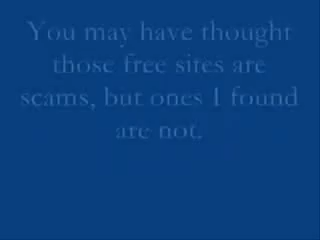 You may have thought
those free sites are
scams, but ones I found
are not.